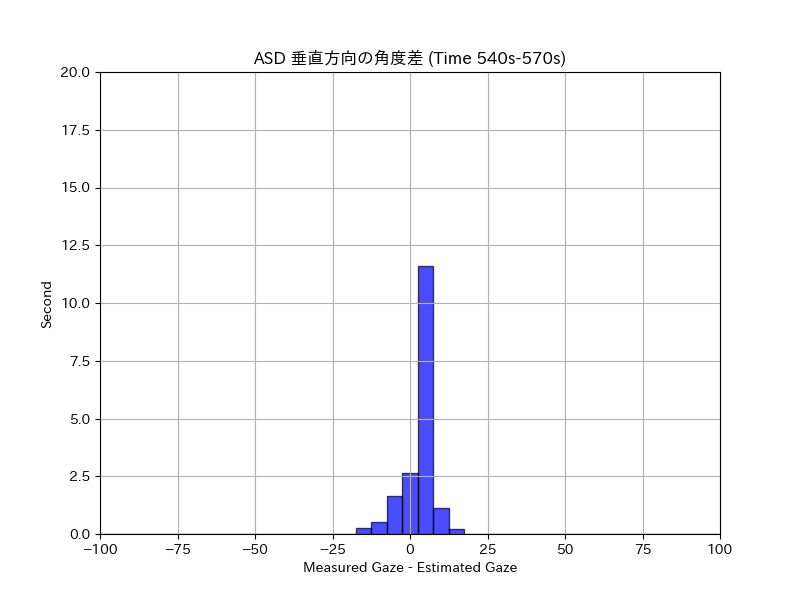 ASD 垂直方向の角度差 (Time 540s-570s)
20.0
17.5
15.0
12.5
10.0
7.5
5.0
2.5
0.0
Second
−100 −75 −50 −25 0 25 50 75 100
Measured Gaze - Estimated Gaze